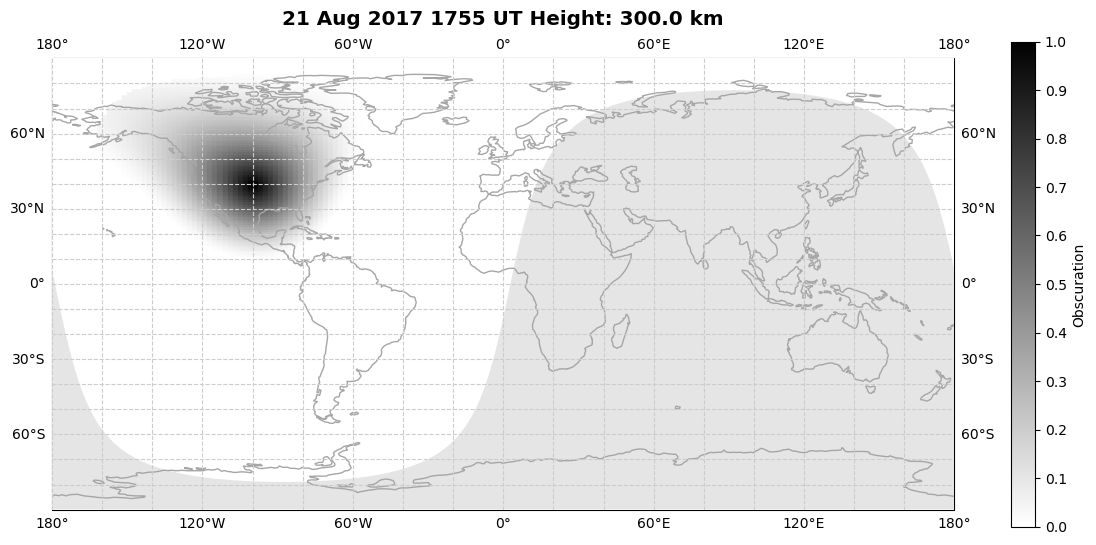 21 Aug 2017 1755 UT Height: 300.0 km
180° 120°W 60°W 0° 60°E 120°E 180°
60°N 60°N
30°N 30°N
0° 0°
30°S 30°S
60°S 60°S
180° 120°W 60°W 0° 60°E 120°E 180°
1.0
0.9
0.8
0.7
0.6
0.5
0.4
0.3
0.2
0.1
0.0
Obscuration